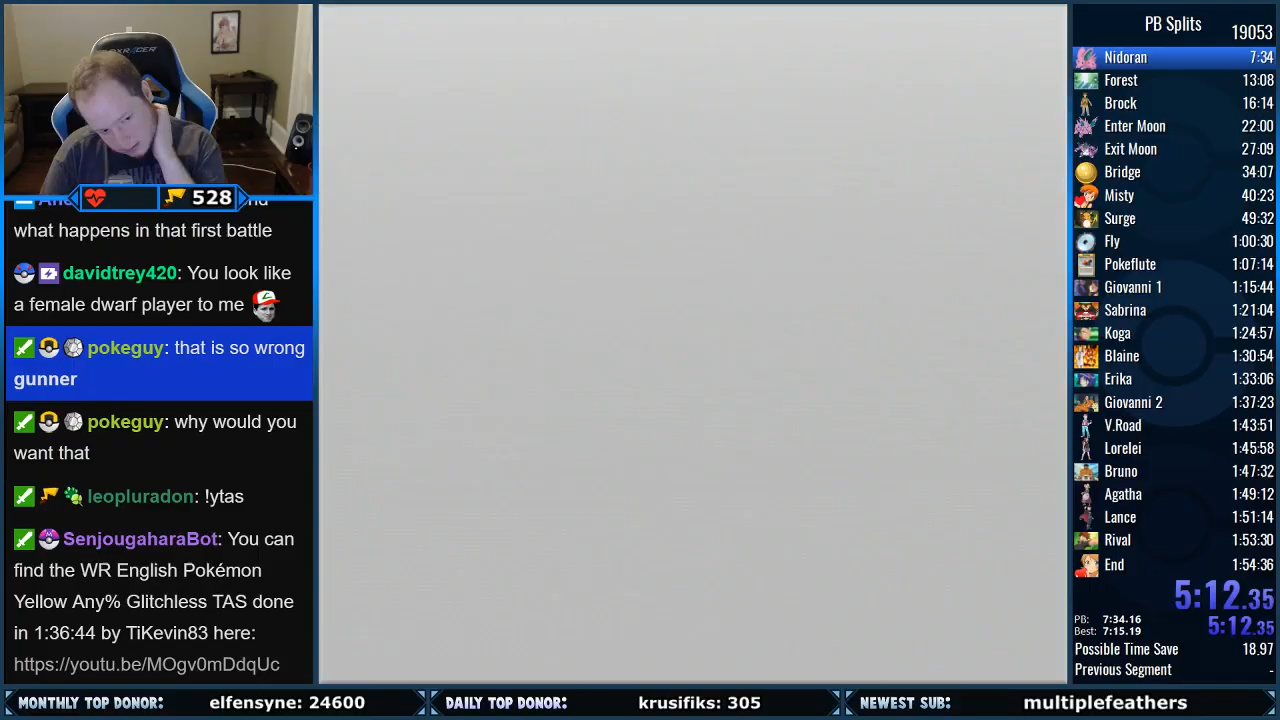 PB Splits
19053
Nidoran 7:34
Forest 13:08
Brock 16:14
Enter Moon 22:00
Exit Moon 27:09
Bridge 34:07
Misty 40:23
Surge 49:32
Fly 1:00:30
Pokeflute 1:07:14
Giovanni 1 1:15:44
Sabrina 1:21:04
Koga 1:24:57
Blaine 1:30:54
Erika 1:33:06
Giovanni 2 1:37:23
V.Road 1:43:51
Lorelei 1:45:58
Bruno 1:47:32
Agatha 1:49:12
Lance 1:51:14
Rival 1:53:30
End 1:54:36
5:12.35
PB: 7:34.16
Best: 7:15.19
5:12.35
Possible Time Save 18.97
Previous Segment -
DXRACER
528
what happens in that first battle
davidtrey420: You look like
a female dwarf player to me
pokeguy: that is so wrong
gunner
pokeguy: why would you
want that
leopluradon: !ytas
SenjougaharaBot: You can
find the WR English Pokémon
Yellow Any% Glitchless TAS done
in 1:36:44 by TiKevin83 here:
https://youtu.be/MOgv0mDdqUc
MONTHLY TOP DONOR: elfensyne: 24600
DAILY TOP DONOR: krusifiks: 305
NEWEST SUB: multiplefeathers